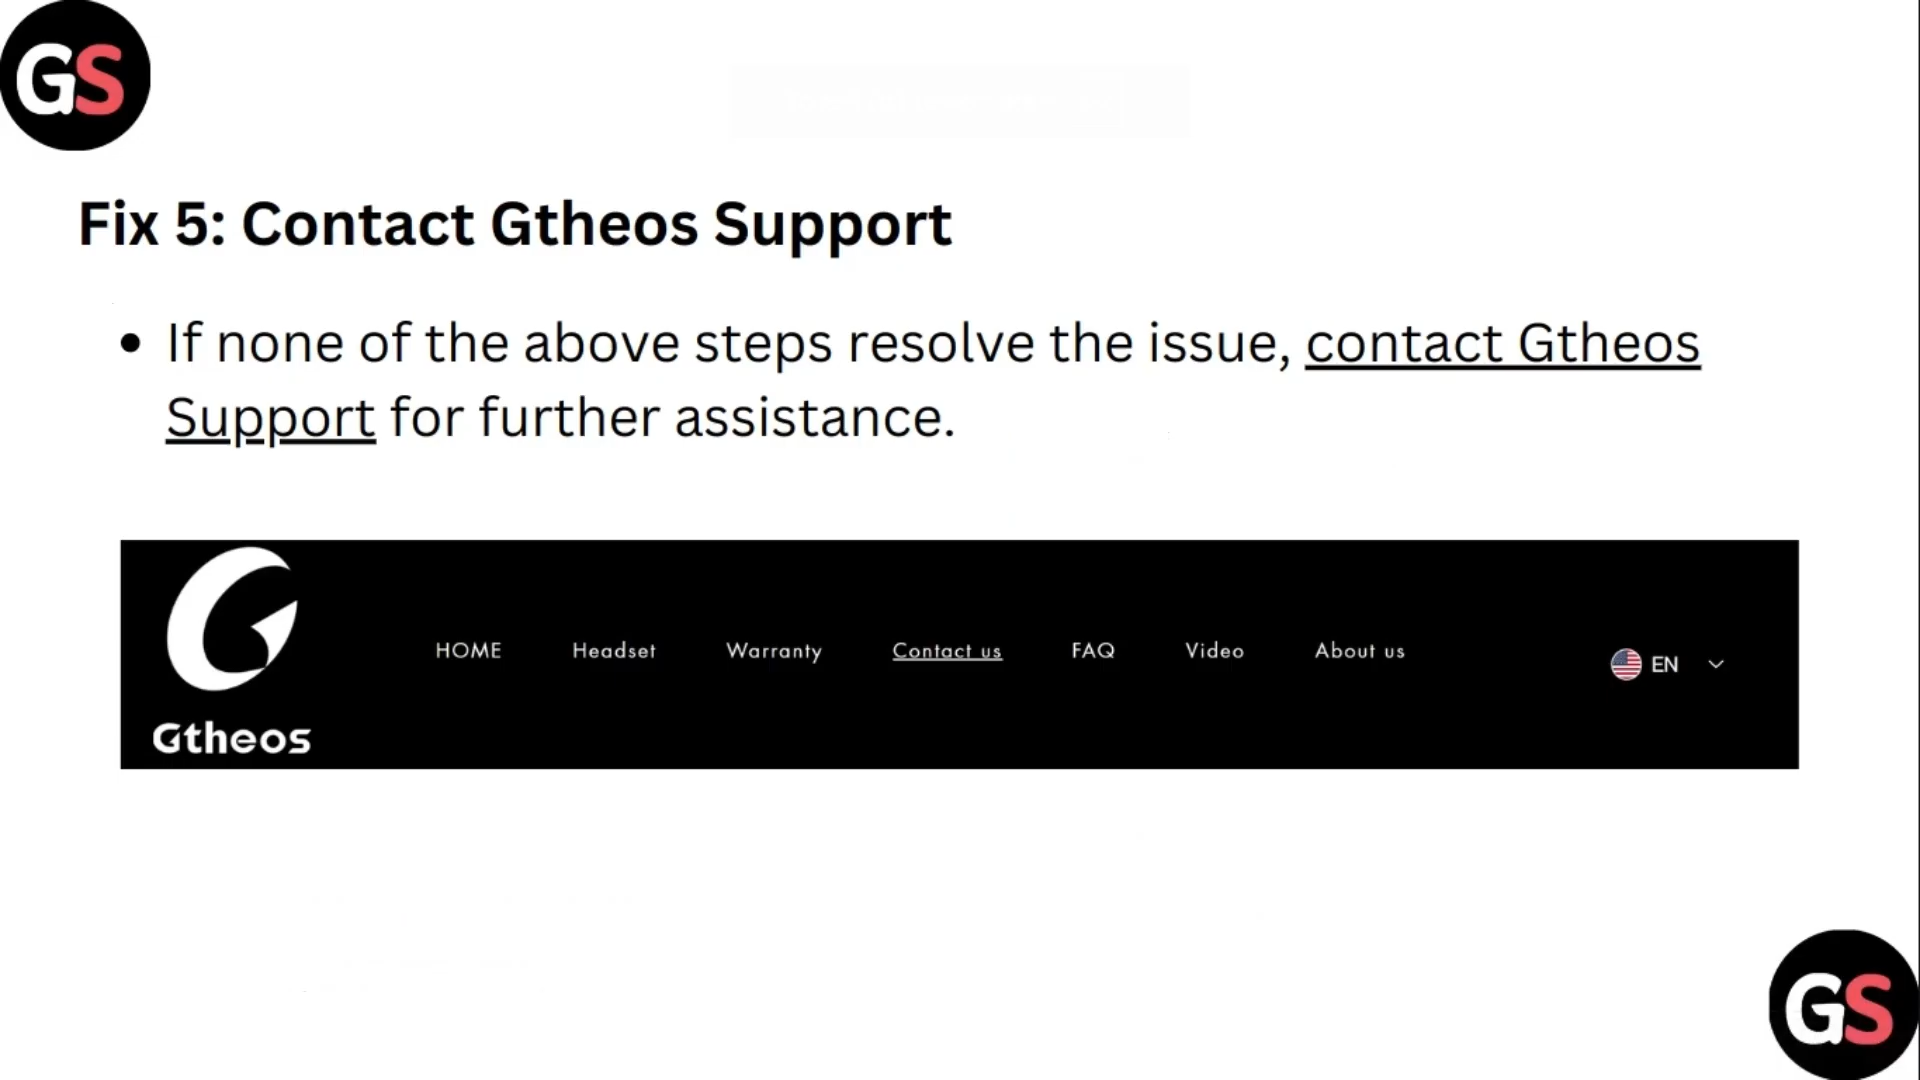 GS
Fix 5: Contact Gtheos Support
• If none of the above steps resolve the issue, contact Gtheos
Support for further assistance.
HOME Headset Warranty Contact us FAQ Video About us EN
Gtheos
GS